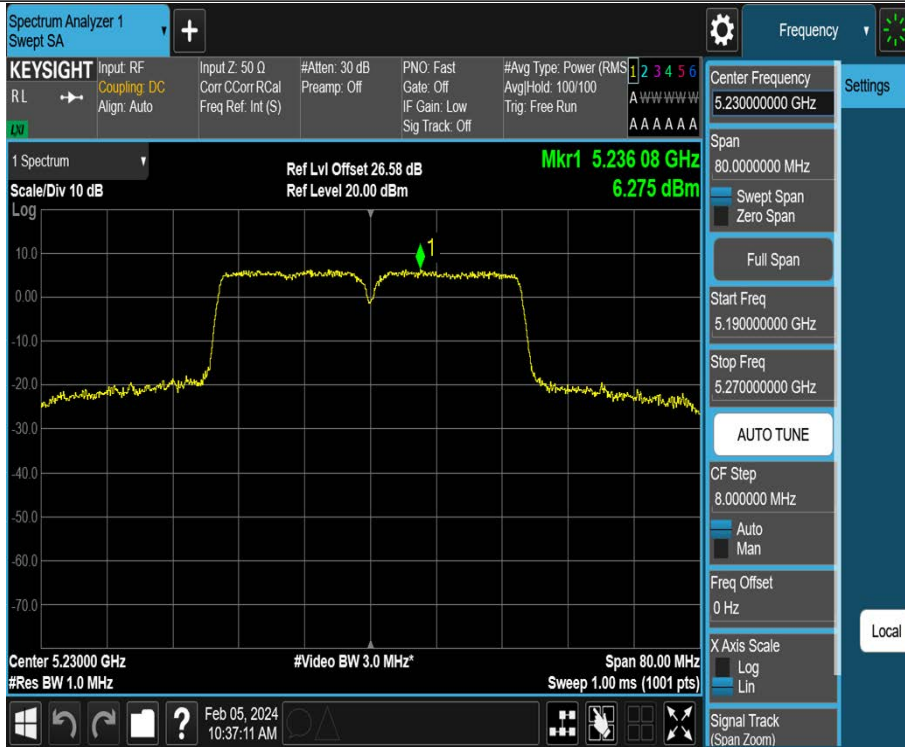 Spectrum Analyzer 1
Swept SA
+
Frequency
KEYSIGHT
RL
LXI
Input: RF
Coupling: DC
Align: Auto
Input Z: 50 Ω
Corr CCorr RCal
Freq Ref: Int (S)
#Atten: 30 dB
Preamp: Off
PNO: Fast
Gate: Off
IF Gain: Low
Sig Track: Off
#Avg Type: Power (RMS
Avg|Hold: 100/100
Trig: Free Run
1 2 3 4 5 6
A W W W W W
A A A A A A
Center Frequency
5.230000000 GHz
Settings
Span
80.0000000 MHz
Swept Span
Zero Span
Full Span
Start Freq
5.190000000 GHz
Stop Freq
5.270000000 GHz
AUTO TUNE
CF Step
8.000000 MHz
Auto
Man
Freq Offset
0 Hz
X Axis Scale
Log
Lin
Local
Signal Track
(Span Zoom)
1 Spectrum
Scale/Div 10 dB
Ref Lvl Offset 26.58 dB
Ref Level 20.00 dBm
Mkr1 5.236 08 GHz
6.275 dBm
Log
1
10.0
0.00
-10.0
-20.0
-30.0
-40.0
-50.0
-60.0
-70.0
Center 5.23000 GHz
#Video BW 3.0 MHz*
Span 80.00 MHz
#Res BW 1.0 MHz
Sweep 1.00 ms (1001 pts)
?
Feb 05, 2024
10:37:11 AM